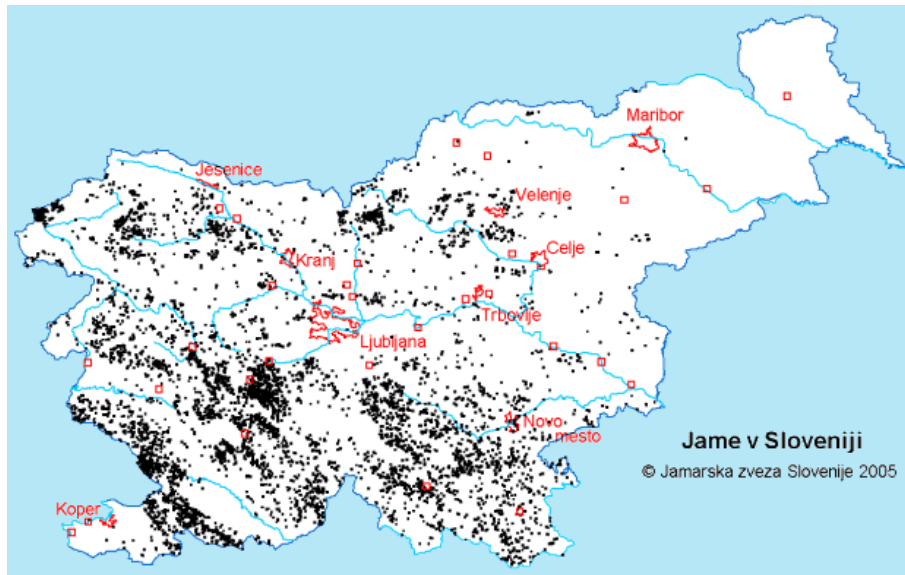 Maribor
Jesenice
Velenje
Celje
Kranj
Trbovlje
Ljubljana
Novo
mesto
Jame v Sloveniji
© Jamarska zveza Slovenije 2005
Koper